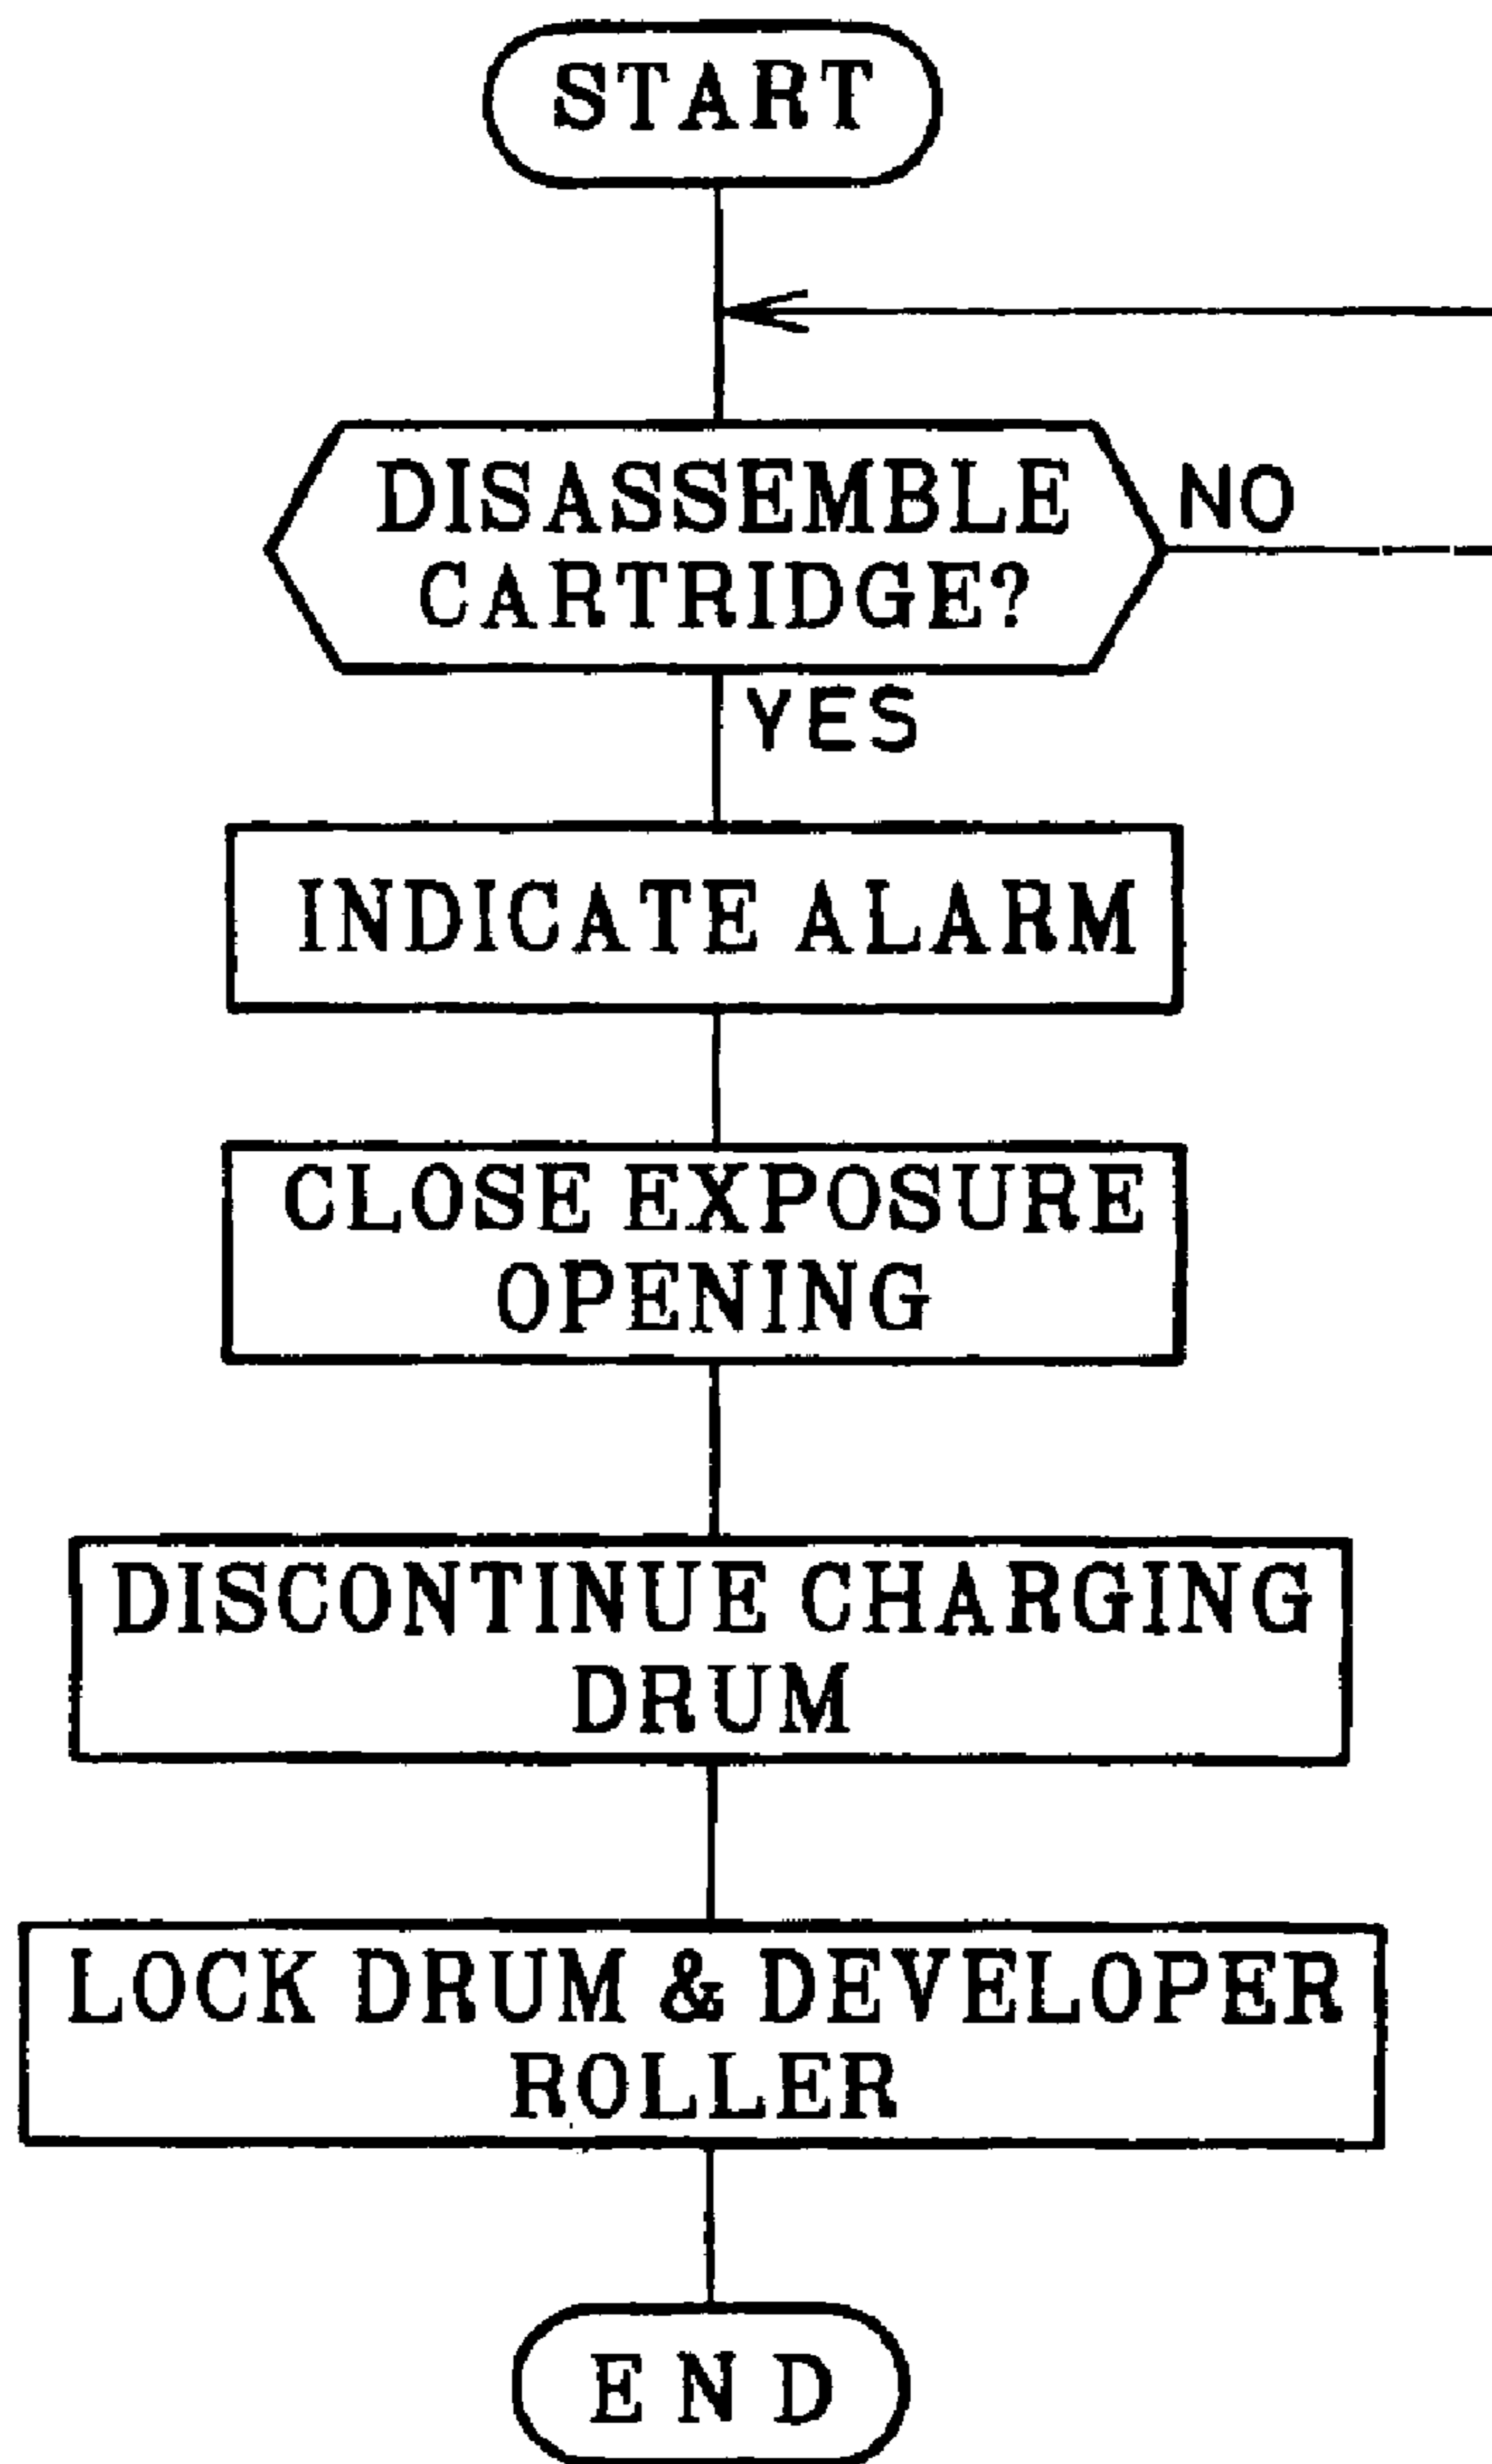 START
DISASSEMBLE
CARTRIDGE?
NO
YES
INDICATE ALARM
CLOSE EXPOSURE
OPENING
DISCONTINUE CHARGING
DRUM
LOCK DRUM & DEVELOPER
ROLLER
END